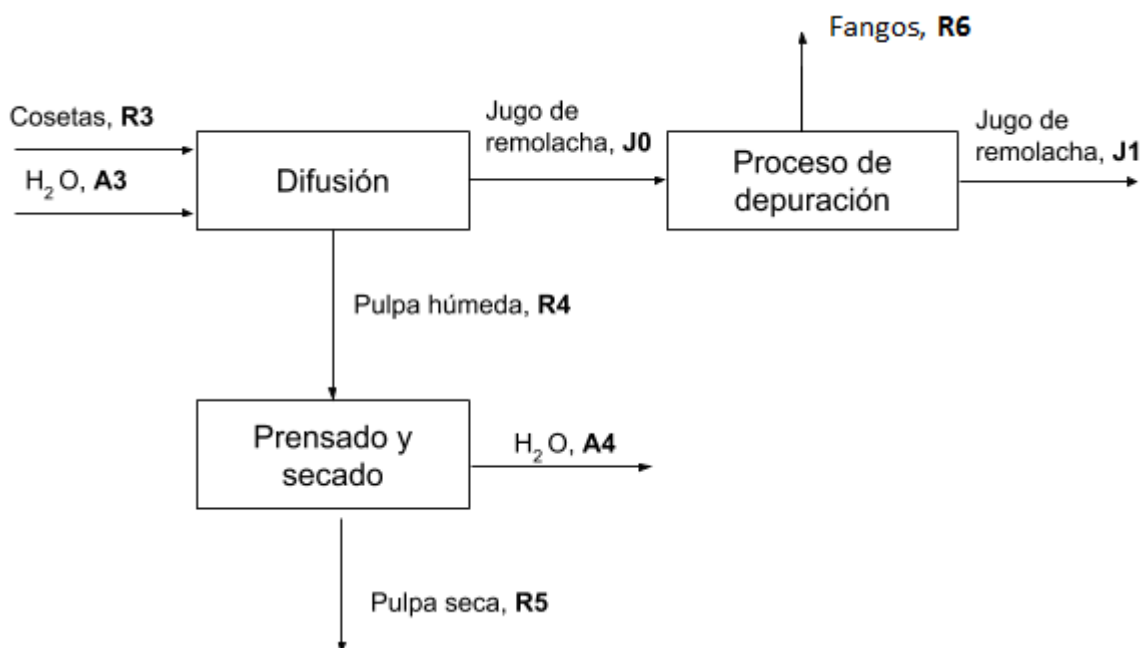 Fangos, R6
Cosetas, R3
H₂O, A3
Difusión
Jugo de
remolacha, J0
Proceso de
depuración
Jugo de
remolacha, J1
Pulpa húmeda, R4
Prensado y
secado
H₂O, A4
Pulpa seca, R5